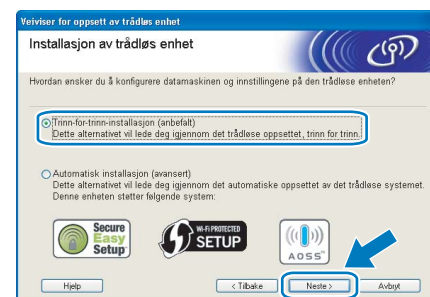 Veiviser for oppsett av trådløs enhet
Installasjon av trådløs enhet
Hvordan ønsker du å konfigurere datamaskinen og innstillingene på den trådløse enheten?
Trinn-for-trinn-installasjon (anbefalt)
Dette alternativet vil lede deg igjennom det trådløse oppsettet, trinn for trinn.
Automatisk installasjon (avansert)
Dette alternativet vil lede deg igjennom det automatiske oppsettet av det trådløse systemet.
Denne enheten støtter følgende system:
Secure
Easy
Setup
WI-FI PROTECTED
SETUP
AOSS
Hjelp
< Tilbake
Neste >
Avbryt